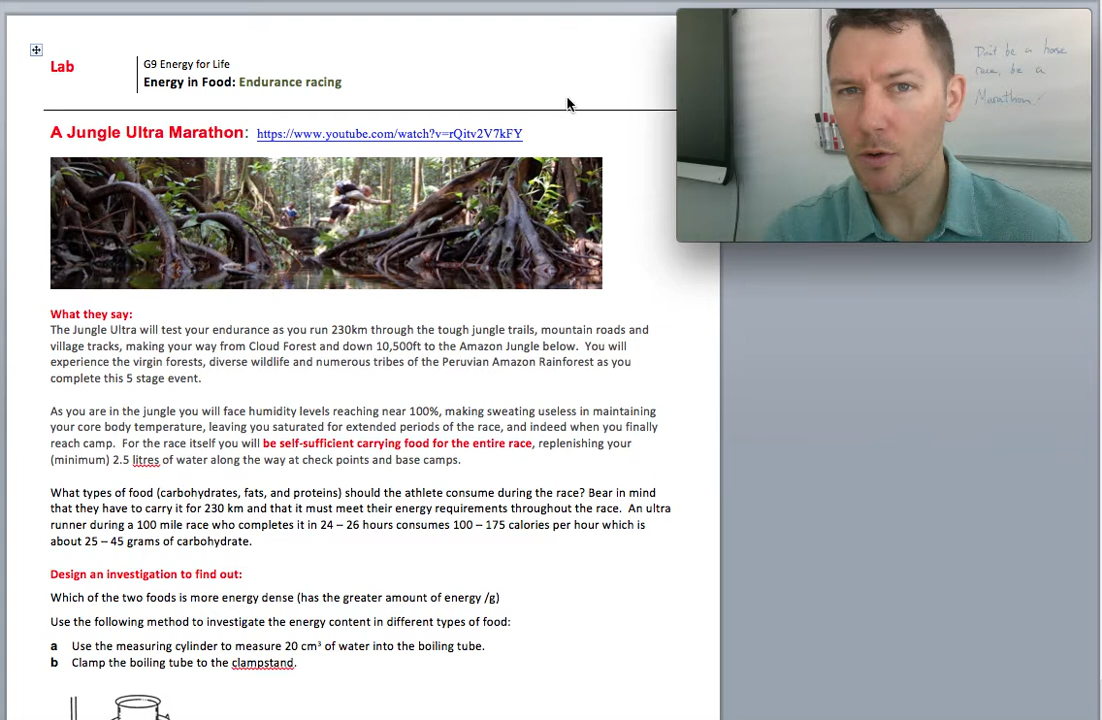 Lab
G9 Energy for Life
Energy in Food: Endurance racing
A Jungle Ultra Marathon: https://www.youtube.com/watch?v=rQitv2V7kFY
Don't be a horse
race, be a
Marathon.
What they say:
The Jungle Ultra will test your endurance as you run 230km through the tough jungle trails, mountain roads and
village tracks, making your way from Cloud Forest and down 10,500ft to the Amazon Jungle below. You will
experience the virgin forests, diverse wildlife and numerous tribes of the Peruvian Amazon Rainforest as you
complete this 5 stage event.
As you are in the jungle you will face humidity levels reaching near 100%, making sweating useless in maintaining
your core body temperature, leaving you saturated for extended periods of the race, and indeed when you finally
reach camp. For the race itself you will be self-sufficient carrying food for the entire race, replenishing your
(minimum) 2.5 litres of water along the way at check points and base camps.
What types of food (carbohydrates, fats, and proteins) should the athlete consume during the race? Bear in mind
that they have to carry it for 230 km and that it must meet their energy requirements throughout the race. An ultra
runner during a 100 mile race who completes it in 24 – 26 hours consumes 100 – 175 calories per hour which is
about 25 – 45 grams of carbohydrate.
Design an investigation to find out:
Which of the two foods is more energy dense (has the greater amount of energy /g)
Use the following method to investigate the energy content in different types of food:
a Use the measuring cylinder to measure 20 cm³ of water into the boiling tube.
b Clamp the boiling tube to the clampstand.